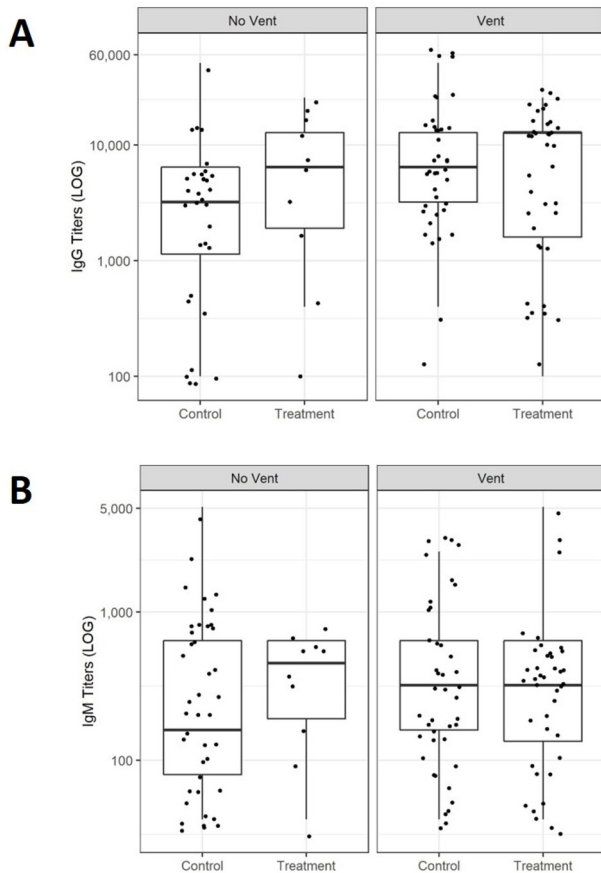 A
No Vent
Vent
IgG Titers (LOG)
60,000
10,000
1,000
100
Control
Treatment
Control
Treatment
B
No Vent
Vent
IgM Titers (LOG)
5,000
1,000
100
Control
Treatment
Control
Treatment